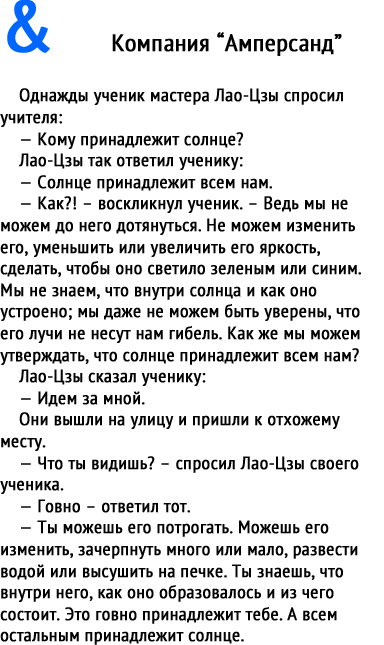 &
Компания “Амперсанд”
Однажды ученик мастера Лао-Цзы спросил
учителя:
– Кому принадлежит солнце?
Лао-Цзы так ответил ученику:
– Солнце принадлежит всем нам.
– Как?! – воскликнул ученик. – Ведь мы не
можем до него дотянуться. Не можем изменить
его, уменьшить или увеличить его яркость,
сделать, чтобы оно светило зеленым или синим.
Мы не знаем, что внутри солнца и как оно
устроено; мы даже не можем быть уверены, что
его лучи не несут нам гибель. Как же мы можем
утверждать, что солнце принадлежит всем нам?
Лао-Цзы сказал ученику:
– Идем за мной.
Они вышли на улицу и пришли к отхожему
месту.
– Что ты видишь? – спросил Лао-Цзы своего
ученика.
– Говно – ответил тот.
– Ты можешь его потрогать. Можешь его
изменить, зачерпнуть много или мало, развести
водой или высушить на печке. Ты знаешь, что
внутри него, как оно образовалось и из чего
состоит. Это говно принадлежит тебе. А всем
остальным принадлежит солнце.